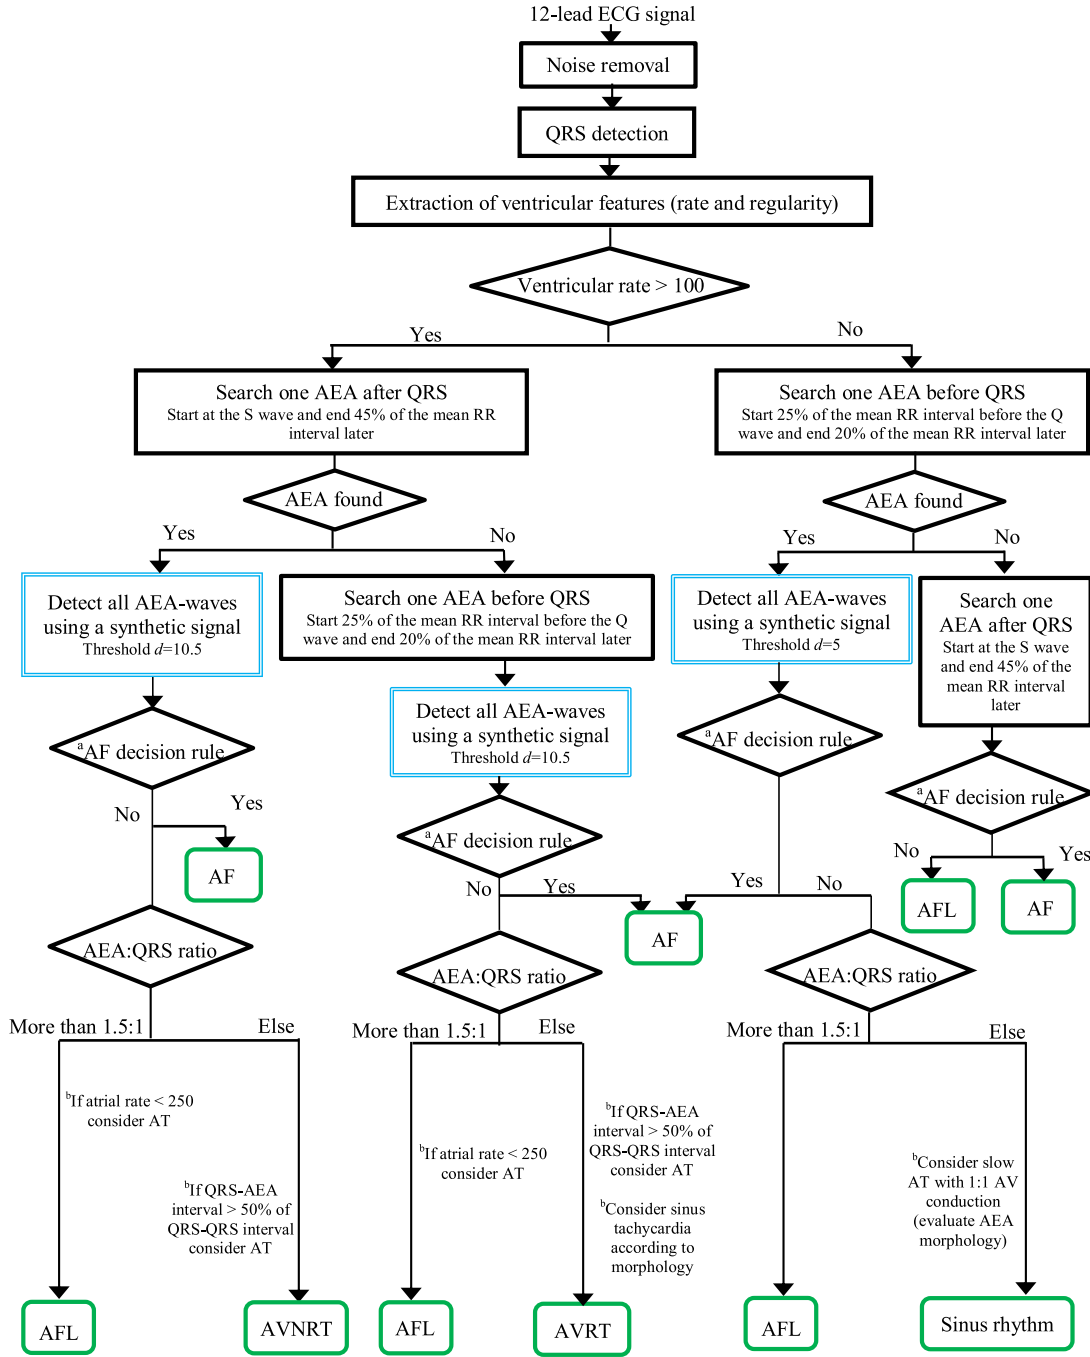 12-lead ECG signal
Noise removal
QRS detection
Extraction of ventricular features (rate and regularity)
Ventricular rate > 100
Yes
No
Search one AEA after QRS
Start at the S wave and end 45% of the mean RR
interval later
Search one AEA before QRS
Start 25% of the mean RR interval before the Q
wave and end 20% of the mean RR interval later
AEA found
AEA found
Yes
No
Yes
No
Detect all AEA-waves
using a synthetic signal
Threshold d=10.5
Search one AEA before QRS
Start 25% of the mean RR interval before the Q
wave and end 20% of the mean RR interval later
Detect all AEA-waves
using a synthetic signal
Threshold d=5
Search one
AEA after QRS
Start at the S wave
and end 45% of the
mean RR interval
later
Detect all AEA-waves
using a synthetic signal
Threshold d=10.5
aAF decision rule
aAF decision rule
aAF decision rule
aAF decision rule
No
Yes
AF
No
Yes
AF
Yes
No
No
Yes
AFL
AF
AEA:QRS ratio
AEA:QRS ratio
AEA:QRS ratio
More than 1.5:1
Else
More than 1.5:1
Else
More than 1.5:1
Else
bIf atrial rate < 250
consider AT
bIf QRS-AEA
interval > 50% of
QRS-QRS interval
consider AT
bIf atrial rate < 250
consider AT
bIf QRS-AEA
interval > 50% of
QRS-QRS interval
consider AT
bConsider sinus
tachycardia
according to
morphology
bConsider slow
AT with 1:1 AV
conduction
(evaluate AEA
morphology)
AFL
AVNRT
AFL
AVRT
AFL
Sinus rhythm